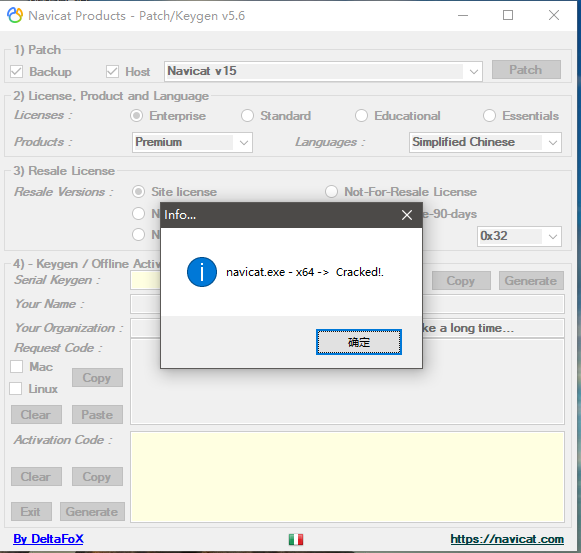 Navicat Products - Patch/Keygen v5.6
1) Patch
Backup Host Navicat v15 Patch
2) License, Product and Language
Licenses : Enterprise Standard Educational Essentials
Products : Premium Languages : Simplified Chinese
3) Resale License
Resale Versions : Site license Not-For-Resale License
Info...
e-90-days
0x32
navicat.exe - x64 -> Cracked!.
确定
4) - Keygen / Offline Activ
Serial Keygen : Copy Generate
Your Name :
Your Organization : ke a long time...
Request Code :
Mac
Linux
Copy
Clear Paste
Activation Code :
Clear Copy
Exit Generate
By DeltaFoX https://navicat.com